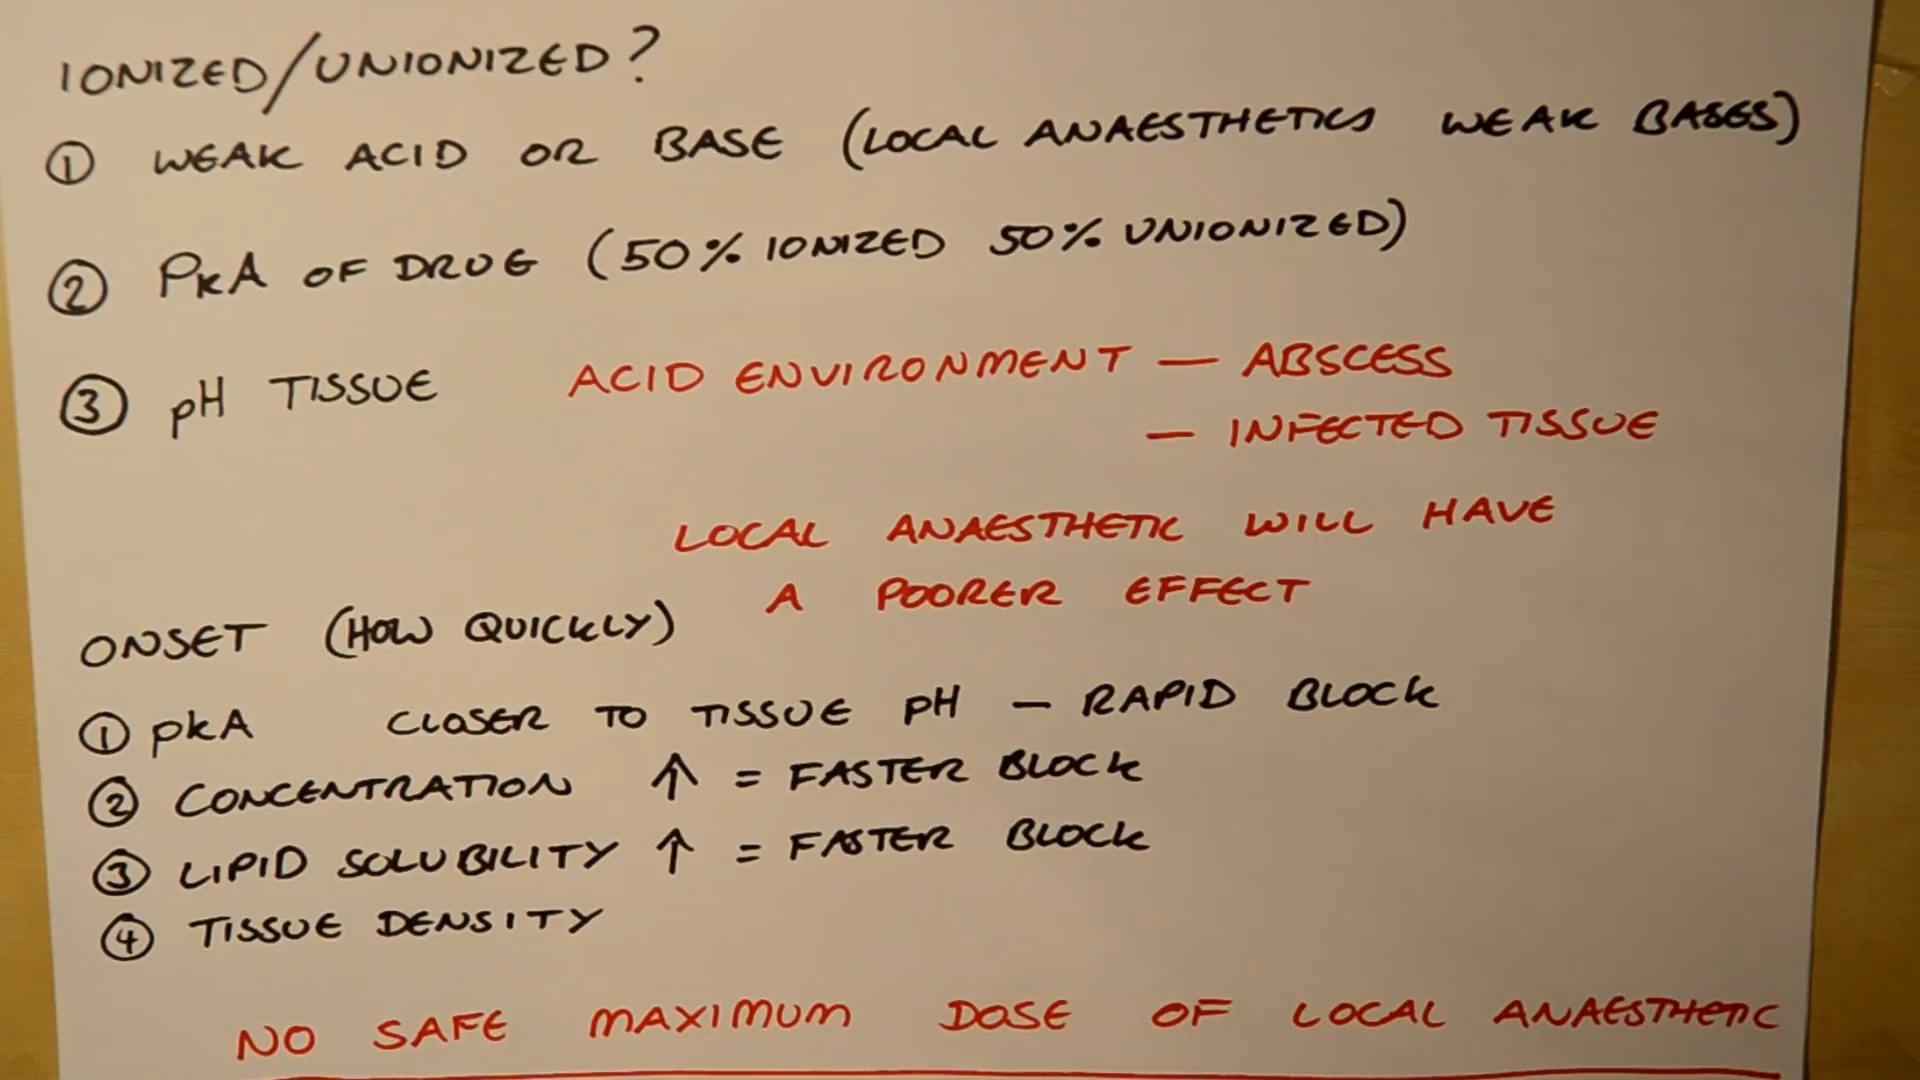 IONIZED/UNIONIZED?
① WEAK ACID OR BASE (LOCAL ANAESTHETICS WEAK BASES)
② PKA OF DRUG (50% IONIZED 50% UNIONIZED)
③ pH TISSUE ACID ENVIRONMENT — ABSCESS
— INFECTED TISSUE
LOCAL ANAESTHETIC WILL HAVE
A POORER EFFECT
ONSET (HOW QUICKLY)
① pKA CLOSER TO TISSUE pH — RAPID BLOCK
② CONCENTRATION ↑ = FASTER BLOCK
③ LIPID SOLUBILITY ↑ = FASTER BLOCK
④ TISSUE DENSITY
NO SAFE MAXIMUM DOSE OF LOCAL ANAESTHETIC